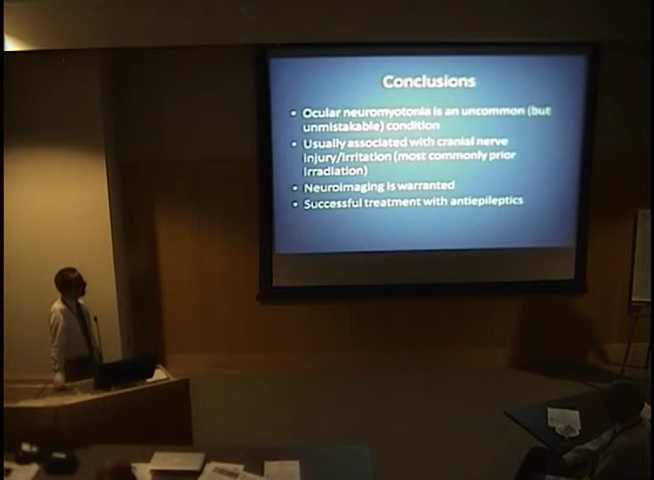 Conclusions
• Ocular neuromyotonia is an uncommon (but
unmistakable) condition
• Usually associated with cranial nerve
injury/irritation (most commonly prior
irradiation)
• Neuroimaging is warranted
• Successful treatment with antiepileptics